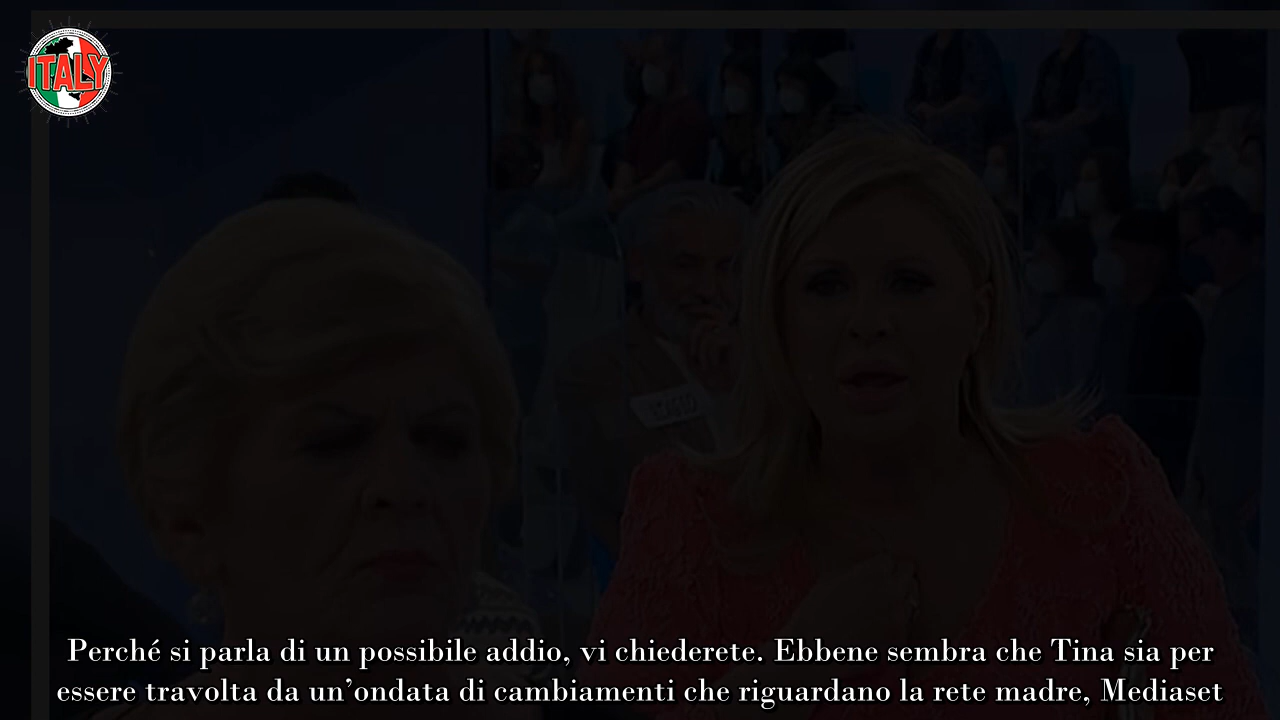 ITALY
Perché si parla di un possibile addio, vi chiederete. Ebbene sembra che Tina sia per
essere travolta da un’ondata di cambiamenti che riguardano la rete madre, Mediaset